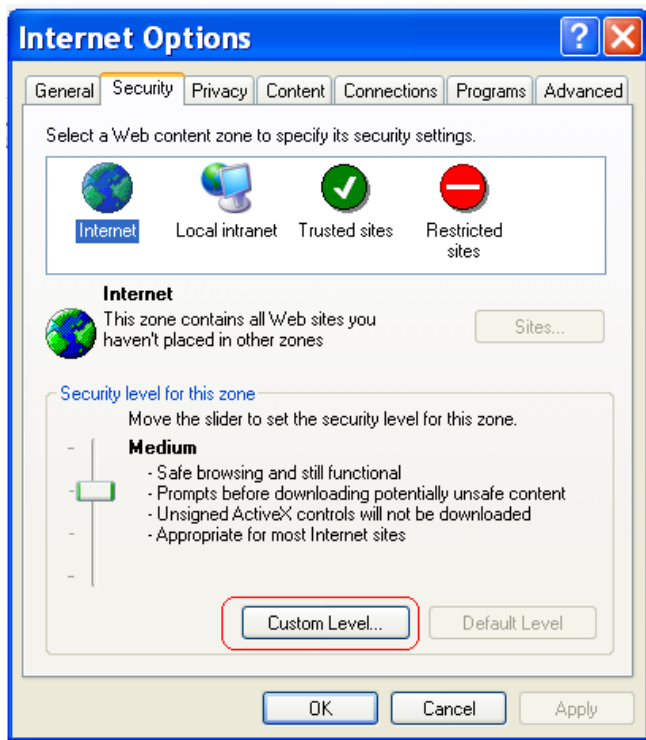 Internet Options
General Security Privacy Content Connections Programs Advanced
Select a Web content zone to specify its security settings.
Internet Local intranet Trusted sites Restricted
sites
Internet
This zone contains all Web sites you
haven't placed in other zones
Sites...
Security level for this zone
Move the slider to set the security level for this zone.
Medium
- Safe browsing and still functional
- Prompts before downloading potentially unsafe content
- Unsigned ActiveX controls will not be downloaded
- Appropriate for most Internet sites
Custom Level... Default Level
OK Cancel Apply